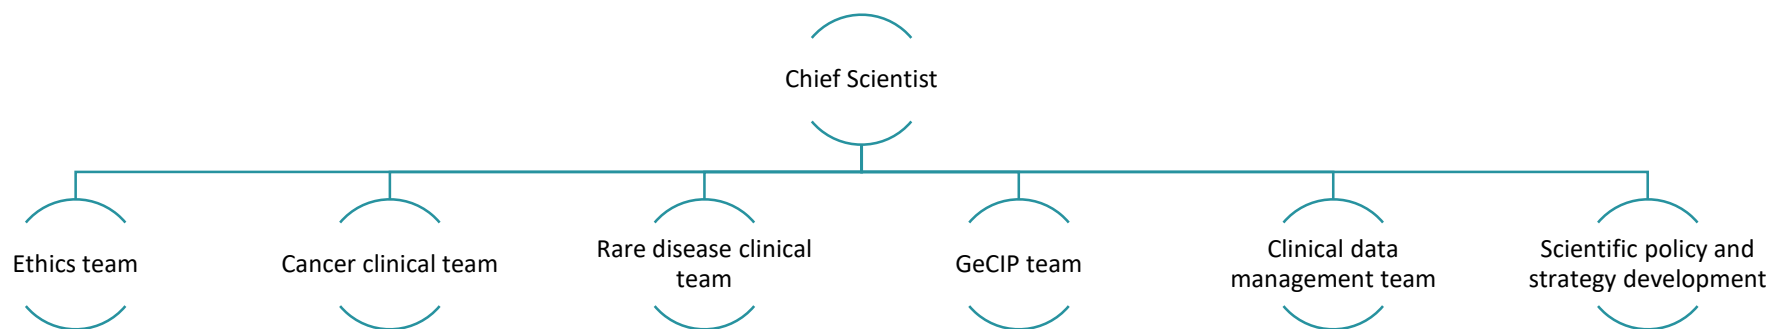 Chief Scientist
Ethics team
Cancer clinical team
Rare disease clinical
team
GeCIP team
Clinical data
management team
Scientific policy and
strategy development